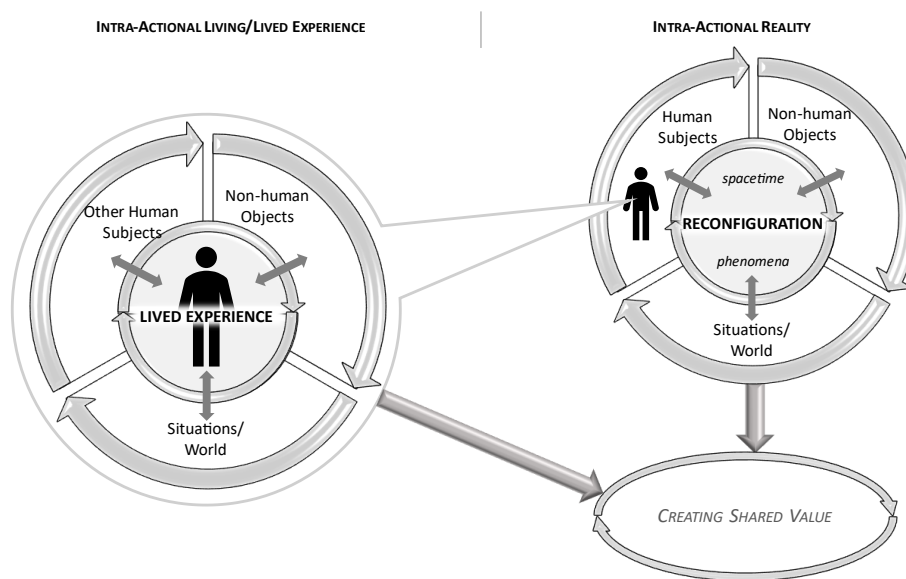 INTRA-ACTIONAL LIVING/LIVED EXPERIENCE
INTRA-ACTIONAL REALITY
Other Human
Subjects
Non-human
Objects
LIVED EXPERIENCE
Situations/
World
Human
Subjects
Non-human
Objects
spacetime
RECONFIGURATION
phenomena
Situations/
World
CREATING SHARED VALUE